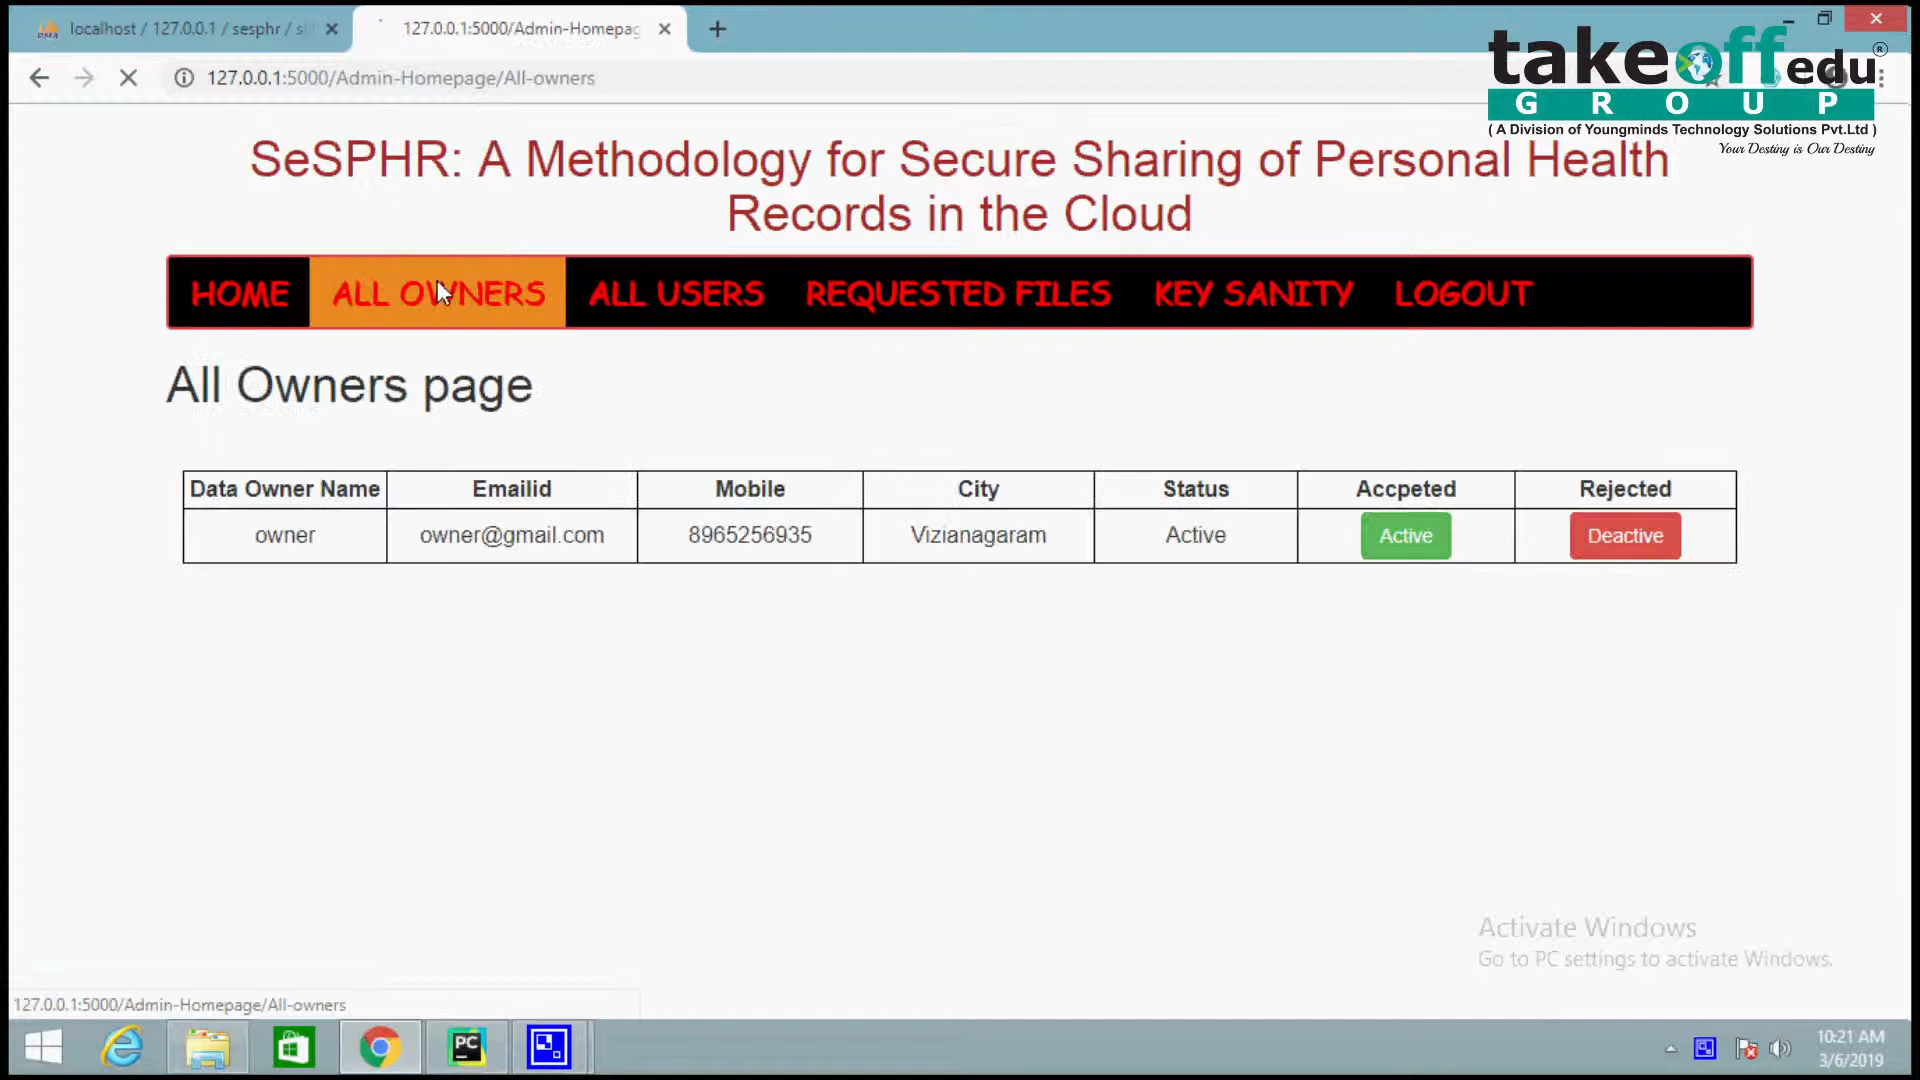 localhost / 127.0.0.1 / sesphr / s
127.0.0.1:5000/Admin-Homepag
127.0.0.1:5000/Admin-Homepage/All-owners
takeoff edu ®
GROUP
( A Division of Youngminds Technology Solutions Pvt.Ltd )
Your Destiny is Our Destiny
SeSPHR: A Methodology for Secure Sharing of Personal Health
Records in the Cloud
HOME ALL OWNERS ALL USERS REQUESTED FILES KEY SANITY LOGOUT
All Owners page
Data Owner Name Emailid Mobile City Status Accpeted Rejected
owner owner@gmail.com 8965256935 Vizianagaram Active Active Deactive
Activate Windows
Go to PC settings to activate Windows.
127.0.0.1:5000/Admin-Homepage/All-owners
PC
10:21 AM
3/6/2019